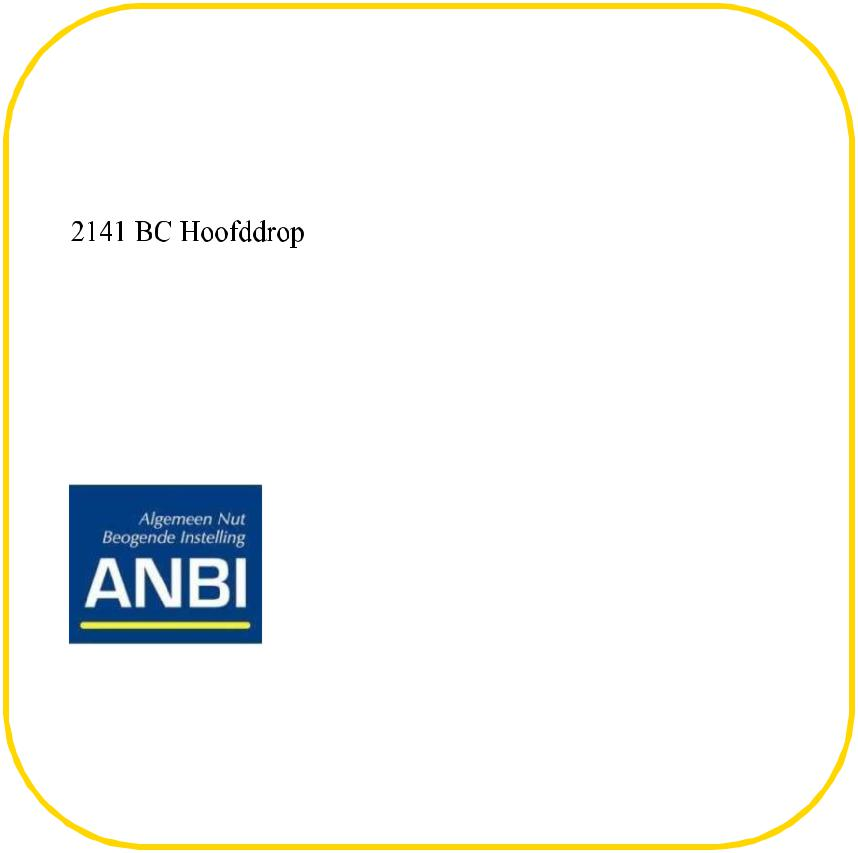 2141 BC Hoofddrop
Algemeen Nut
Beogende Instelling
ANBI